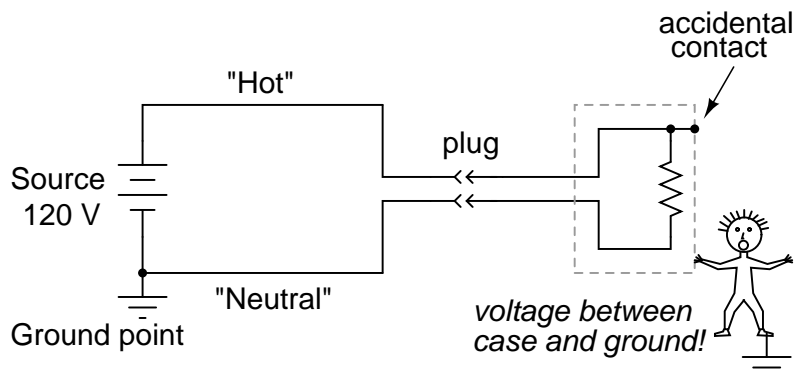 accidental
contact
"Hot"
plug
Source
120 V
"Neutral"
Ground point
voltage between
case and ground!